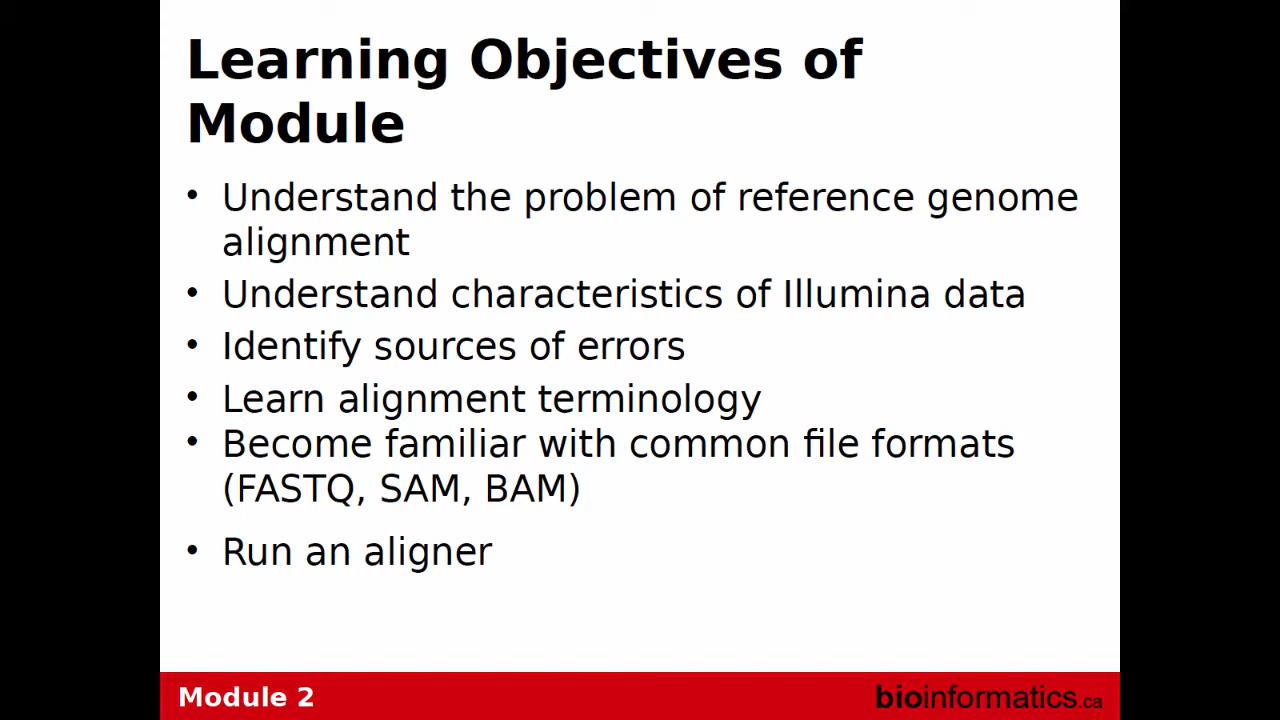 Learning Objectives of
Module
• Understand the problem of reference genome
alignment
• Understand characteristics of Illumina data
• Identify sources of errors
• Learn alignment terminology
• Become familiar with common file formats
(FASTQ, SAM, BAM)
• Run an aligner
Module 2
bioinformatics.ca